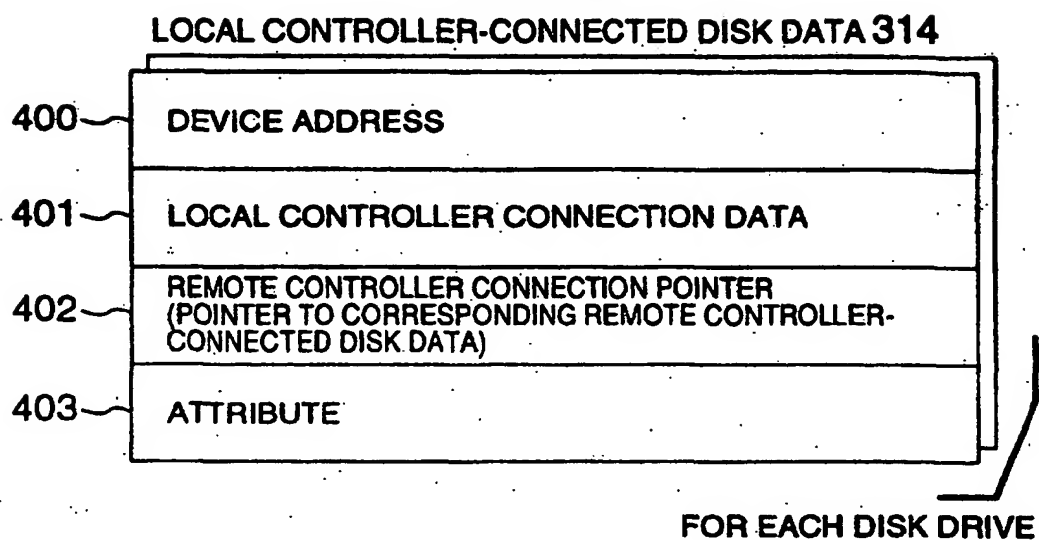 LOCAL CONTROLLER-CONNECTED DISK DATA 314
400 DEVICE ADDRESS
401 LOCAL CONTROLLER CONNECTION DATA
REMOTE CONTROLLER CONNECTION POINTER
402 (POINTER TO CORRESPONDING REMOTE CONTROLLER-
CONNECTED DISK DATA)
403 ATTRIBUTE
FOR EACH DISK DRIVE